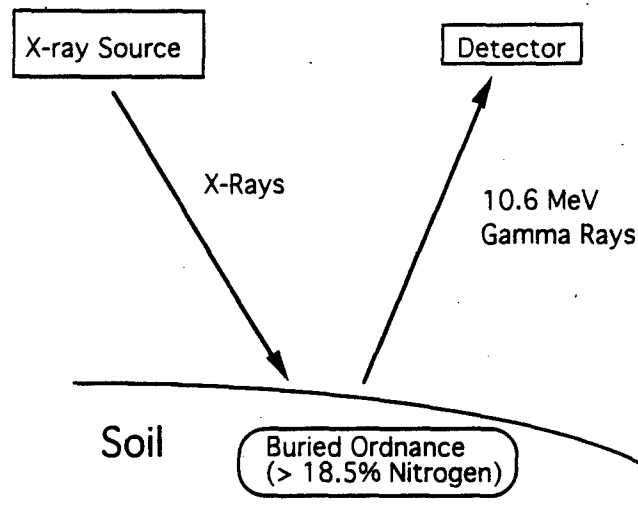 X-ray Source
Detector
X-Rays
10.6 MeV
Gamma Rays
Soil
Buried Ordnance
(> 18.5% Nitrogen)